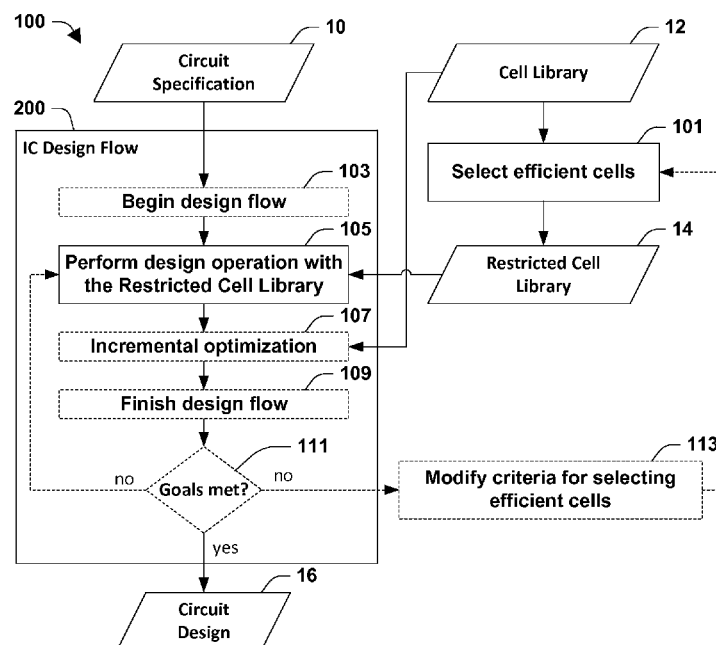 100
10
Circuit
Specification
12
Cell Library
200
IC Design Flow
101
Select efficient cells
103
Begin design flow
105
Perform design operation with
the Restricted Cell Library
14
Restricted Cell
Library
107
Incremental optimization
109
Finish design flow
111
Goals met?
no
no
yes
113
Modify criteria for selecting
efficient cells
16
Circuit
Design